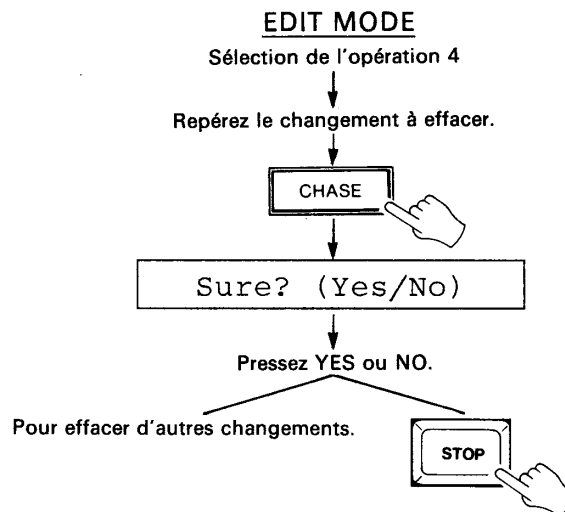 EDIT MODE
Sélection de l'opération 4
Repérez le changement à effacer.
CHASE
Sure? (Yes/No)
Pressez YES ou NO.
Pour effacer d'autres changements.
STOP